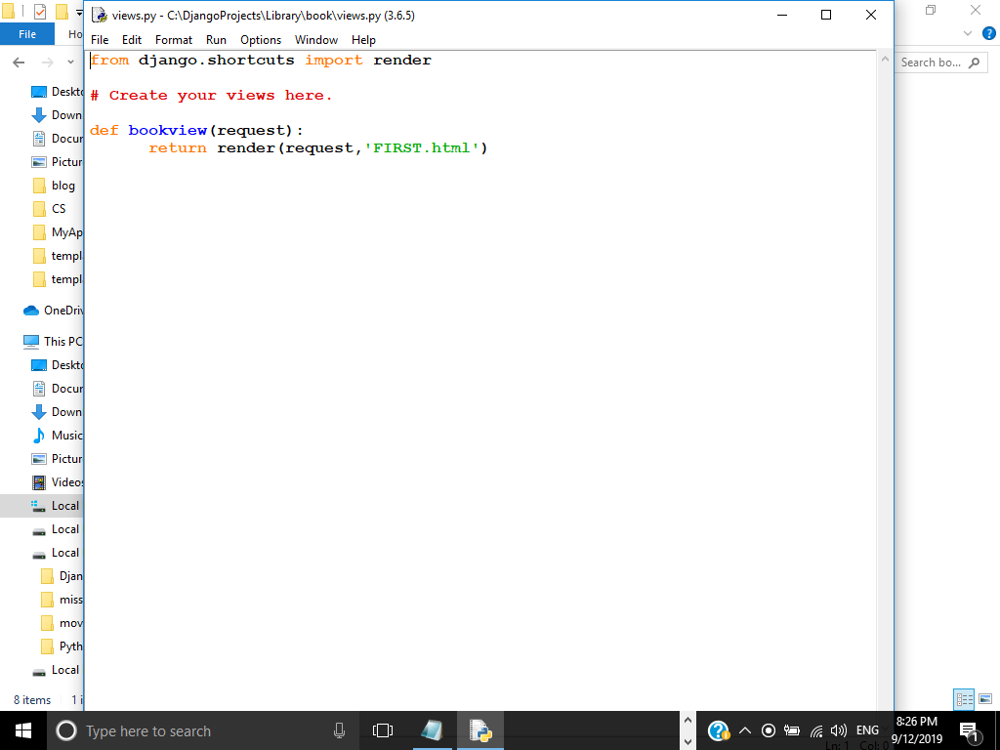 views.py - C:\DjangoProjects\Library\book\views.py (3.6.5)
File
Ho
File Edit Format Run Options Window Help
Search bo...
from django.shortcuts import render
# Create your views here.
def bookview(request):
return render(request,'FIRST.html')
Deskto
Down
Docur
Pictur
blog
CS
MyAp
templ
templ
OneDriv
This PC
Deskto
Docur
Down
Music
Pictur
Videos
Local
Local
Local
Djan
miss
mov
Pyth
Local
8 items 1 i
Type here to search
ENG
8:26 PM
9/12/2019
1
Ln: 1 Col: 0